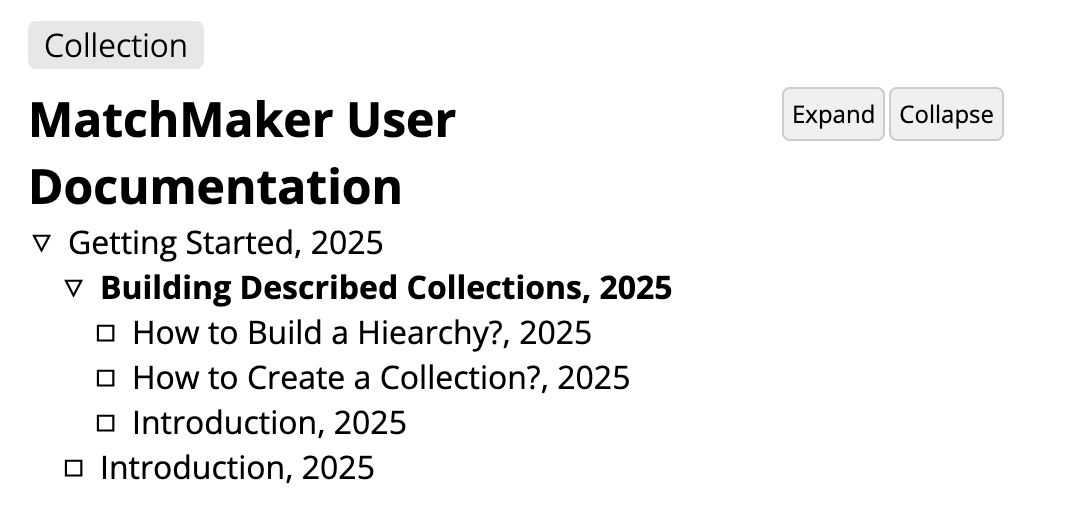 Collection
MatchMaker User
Documentation
Expand
Collapse
Getting Started, 2025
Building Described Collections, 2025
How to Build a Hiearchy?, 2025
How to Create a Collection?, 2025
Introduction, 2025
Introduction, 2025